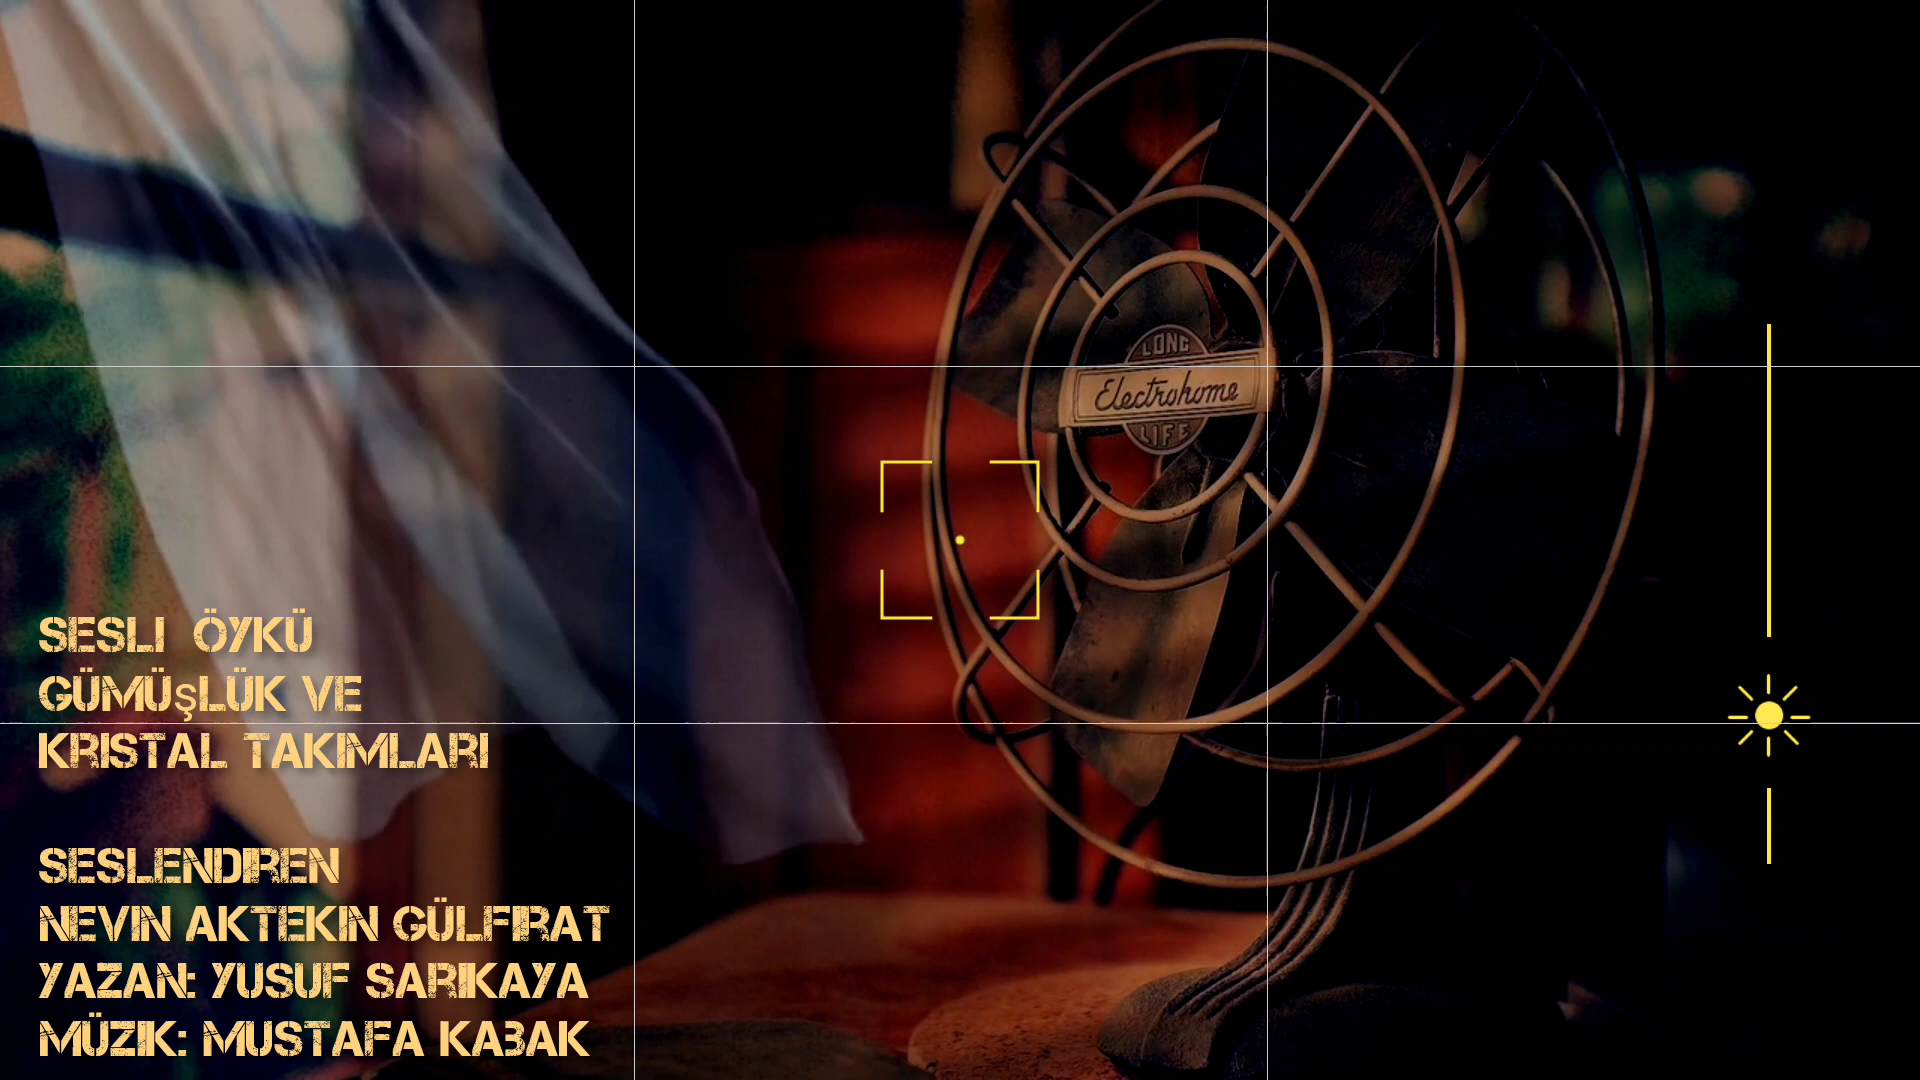 LONG
Electrohome
LIFE
SESLI ÖYKÜ
GÜMÜŞLÜK VE
KRISTAL TAKIMLARI
SESLENDIREN
NEVIN AKTEKIN GÜLFIRAT
YAZAN: YUSUF SARIKAYA
MÜZIK: MUSTAFA KABAK